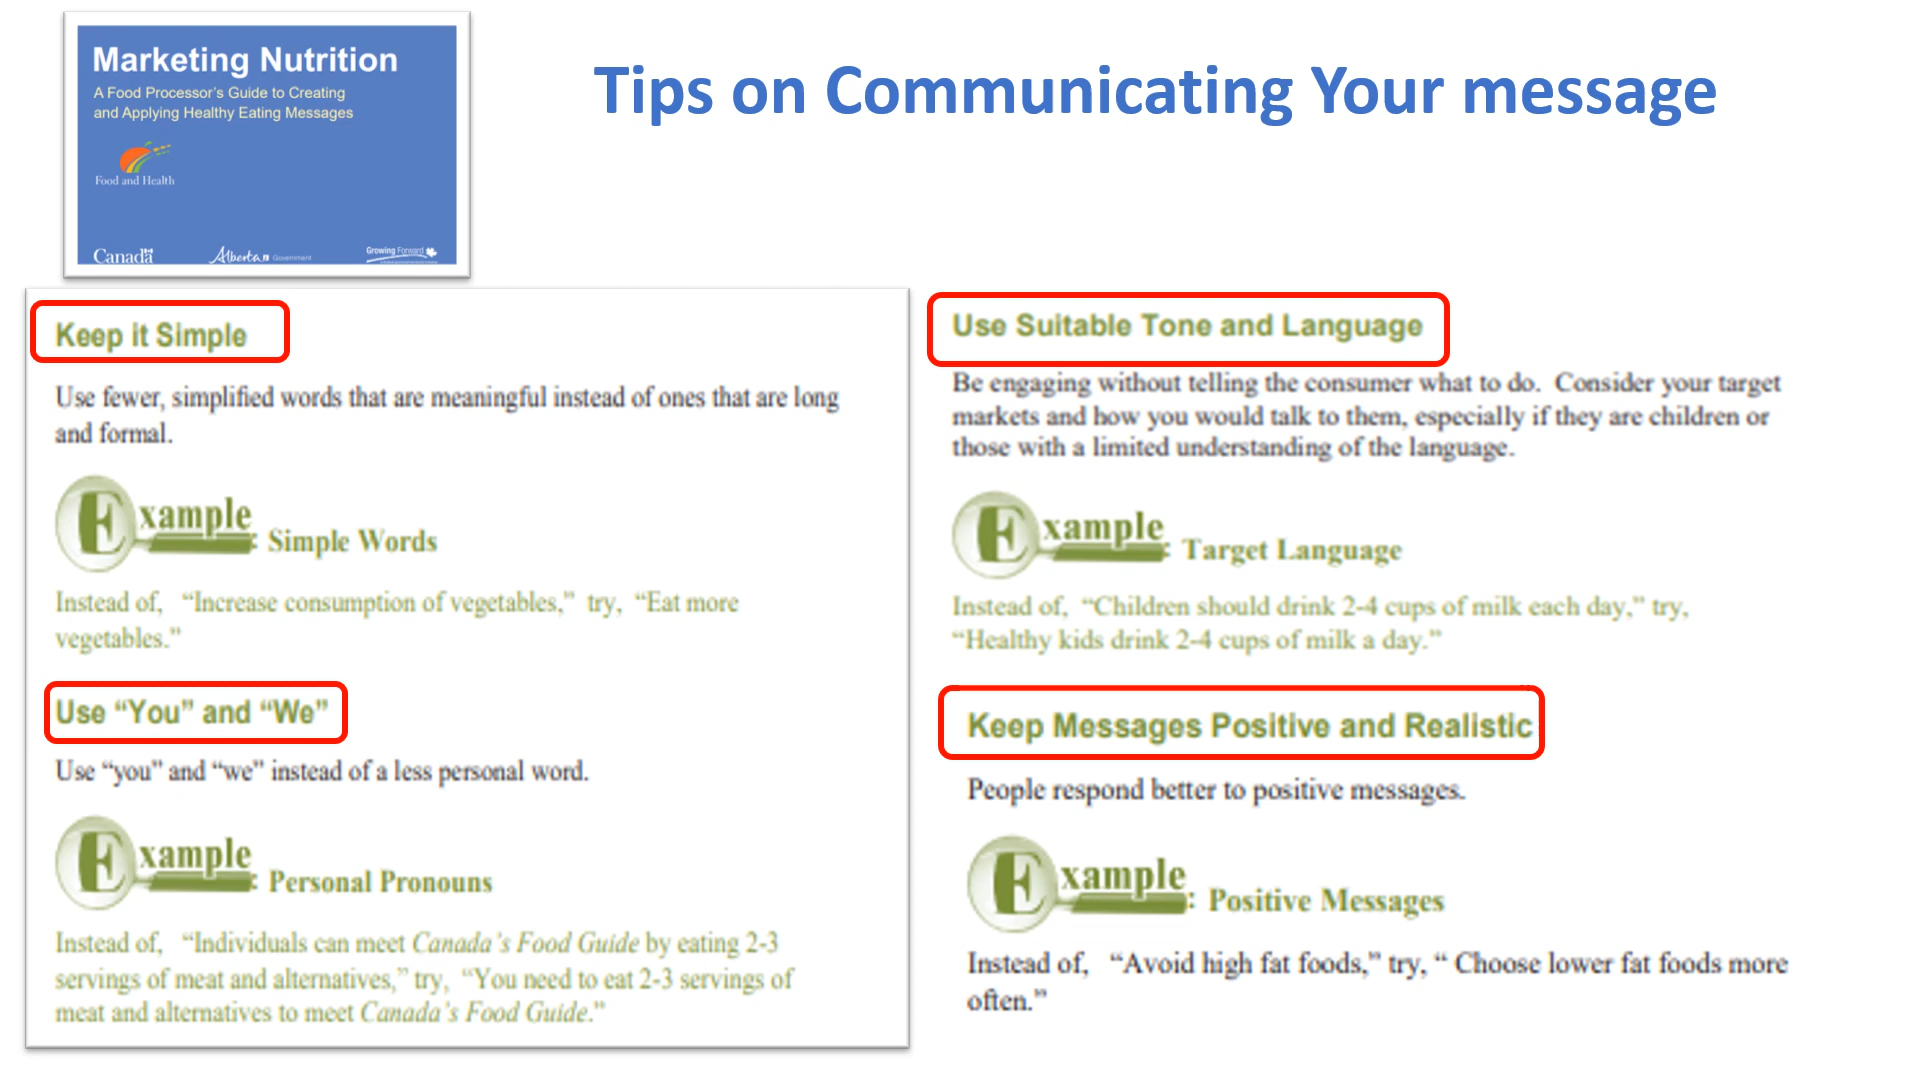 Marketing Nutrition
A Food Processor's Guide to Creating
and Applying Healthy Eating Messages
Food and Health
Canada
Alberta Government
Growing Forward
Tips on Communicating Your message
Keep it Simple
Use fewer, simplified words that are meaningful instead of ones that are long
and formal.
Example: Simple Words
Instead of, “Increase consumption of vegetables,” try, “Eat more
vegetables.”
Use “You” and “We”
Use “you” and “we” instead of a less personal word.
Example: Personal Pronouns
Instead of, “Individuals can meet Canada’s Food Guide by eating 2-3
servings of meat and alternatives,” try, “You need to eat 2-3 servings of
meat and alternatives to meet Canada’s Food Guide.”
Use Suitable Tone and Language
Be engaging without telling the consumer what to do. Consider your target
markets and how you would talk to them, especially if they are children or
those with a limited understanding of the language.
Example: Target Language
Instead of, “Children should drink 2-4 cups of milk each day,” try,
“Healthy kids drink 2-4 cups of milk a day.”
Keep Messages Positive and Realistic
People respond better to positive messages.
Example: Positive Messages
Instead of, “Avoid high fat foods,” try, “ Choose lower fat foods more
often.”